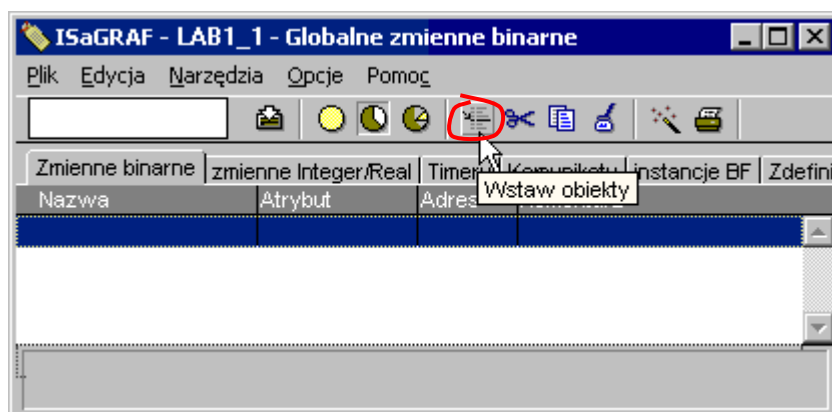 ISaGRAF - LAB1_1 - Globalne zmienne binarne
Plik Edycja Narzędzia Opcje Pomoc
Zmienne binarne zmienne Integer/Real Timery Komunikaty instancje BF Zdefini
Wstaw obiekty
Nazwa Atrybut Adres